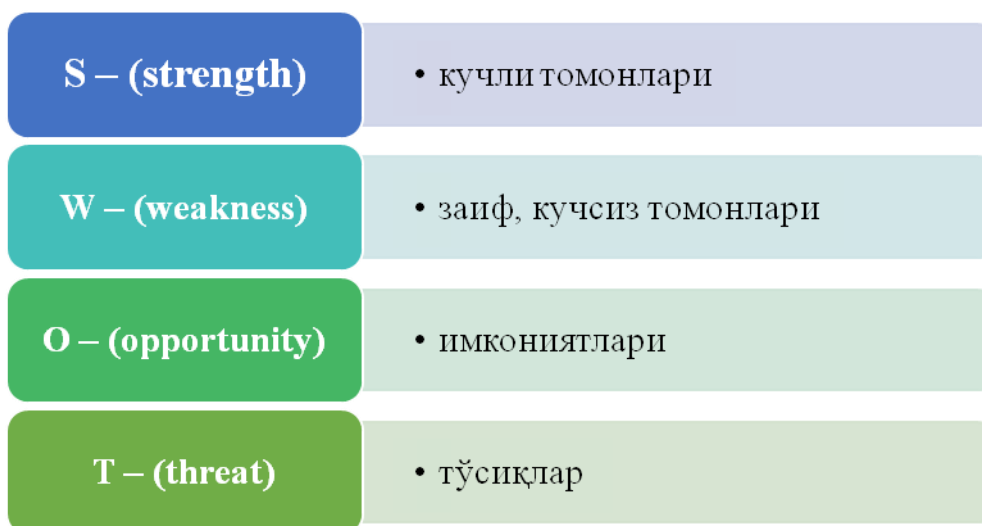 S – (strength)
• кучли томонлари
W – (weakness)
• заиф, кучсиз томонлари
O – (opportunity)
• имкониятлари
T – (threat)
• тўсиқлар